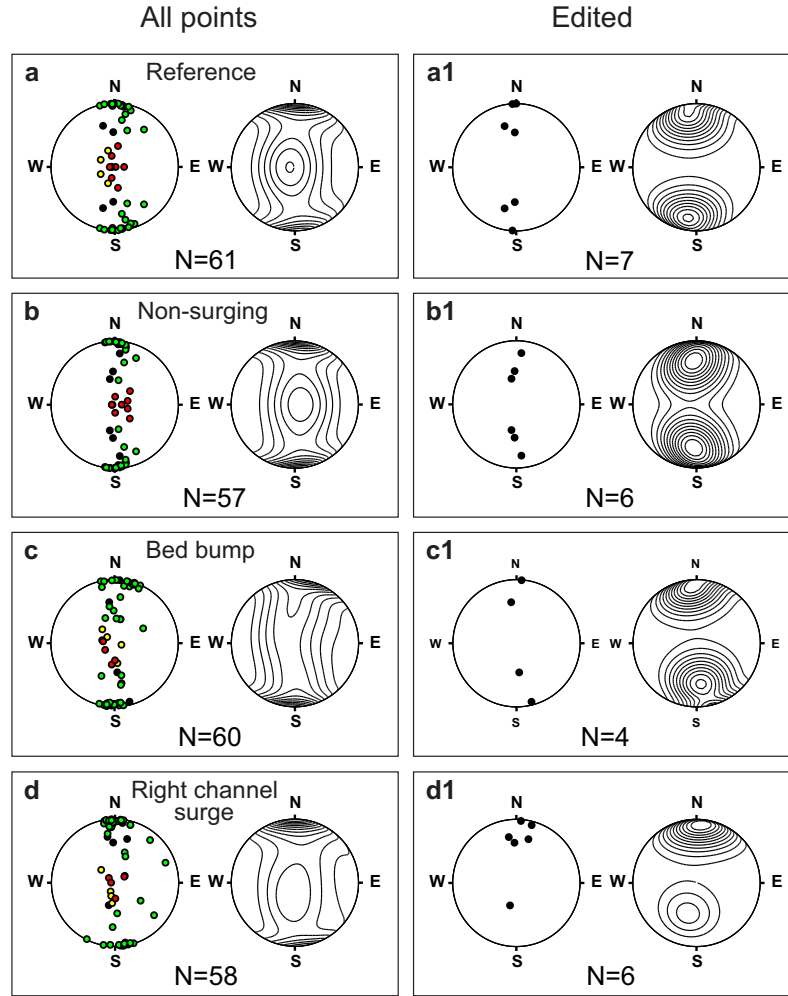 All points
Edited
a Reference
N
W E W E
S
N=61
a1
N
W E W E
S
N=7
b Non-surging
N
W E W E
S
N=57
b1
N
W E W E
S
N=6
c Bed bump
N
W E W E
S
N=60
c1
N
W E W E
S
N=4
d Right channel
surge
N
W E W E
S
N=58
d1
N
W E W E
S
N=6